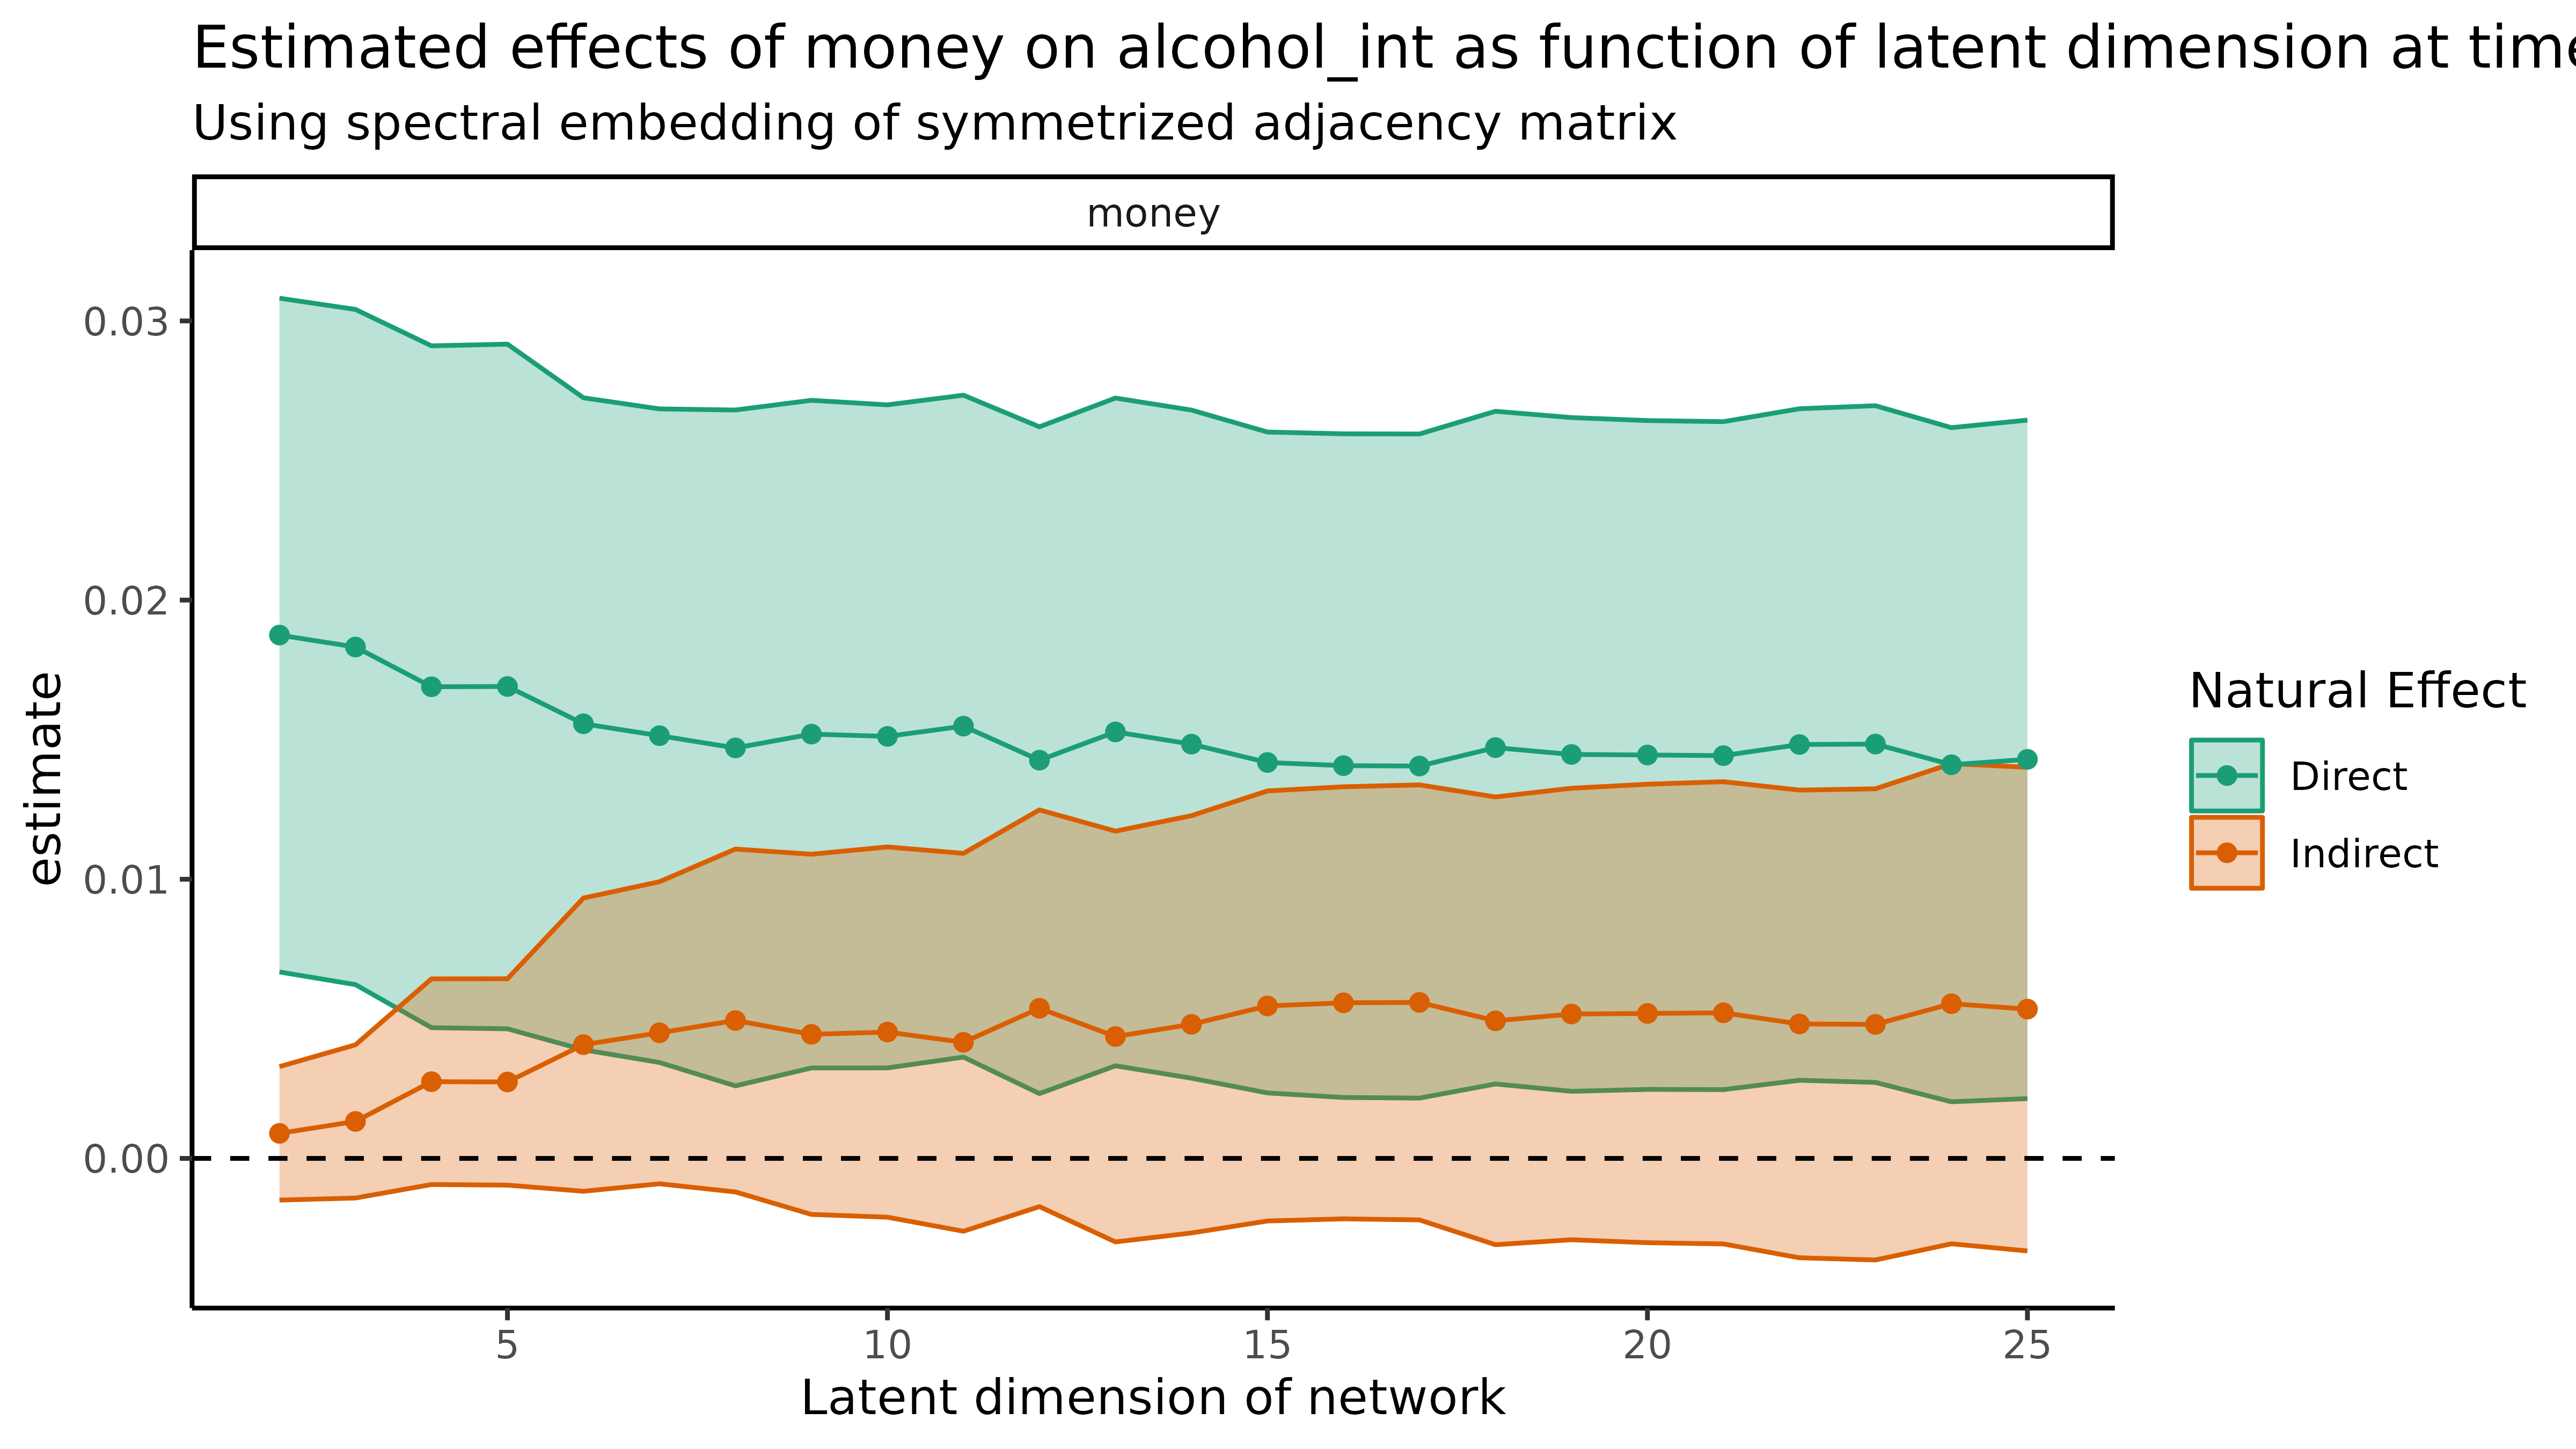 Estimated effects of money on alcohol_int as function of latent dimension at time
Using spectral embedding of symmetrized adjacency matrix
money
0.03
0.02
0.01
0.00
estimate
5 10 15 20 25
Latent dimension of network
Natural Effect
Direct
Indirect